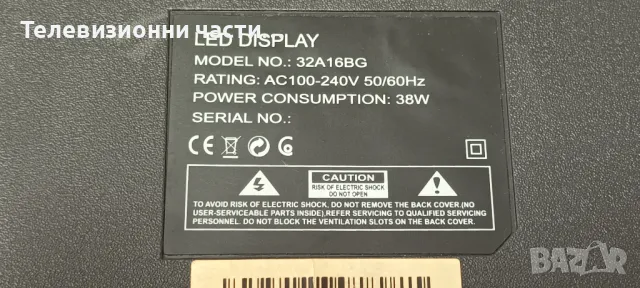 Телевизионни части.
LED DISPLAY
MODEL NO.: 32A16BG
RATING: AC100-240V 50/60Hz
POWER CONSUMPTION: 38W
SERIAL NO.:
CE
CAUTION
RISK OF ELECTRIC SHOCK
DO NOT OPEN
TO AVOID RISK OF ELECTRIC SHOCK. DO NOT REMOVE THE BACK COVER.(NO
USER-SERVICEABLE PARTS INSIDE),REFER SERVICING TO QUALIFIED SERVICING
PERSONNEL. DO NOT BLOCK THE VENTILATION SLOTS ON THE BACK COVER.
BAZAR